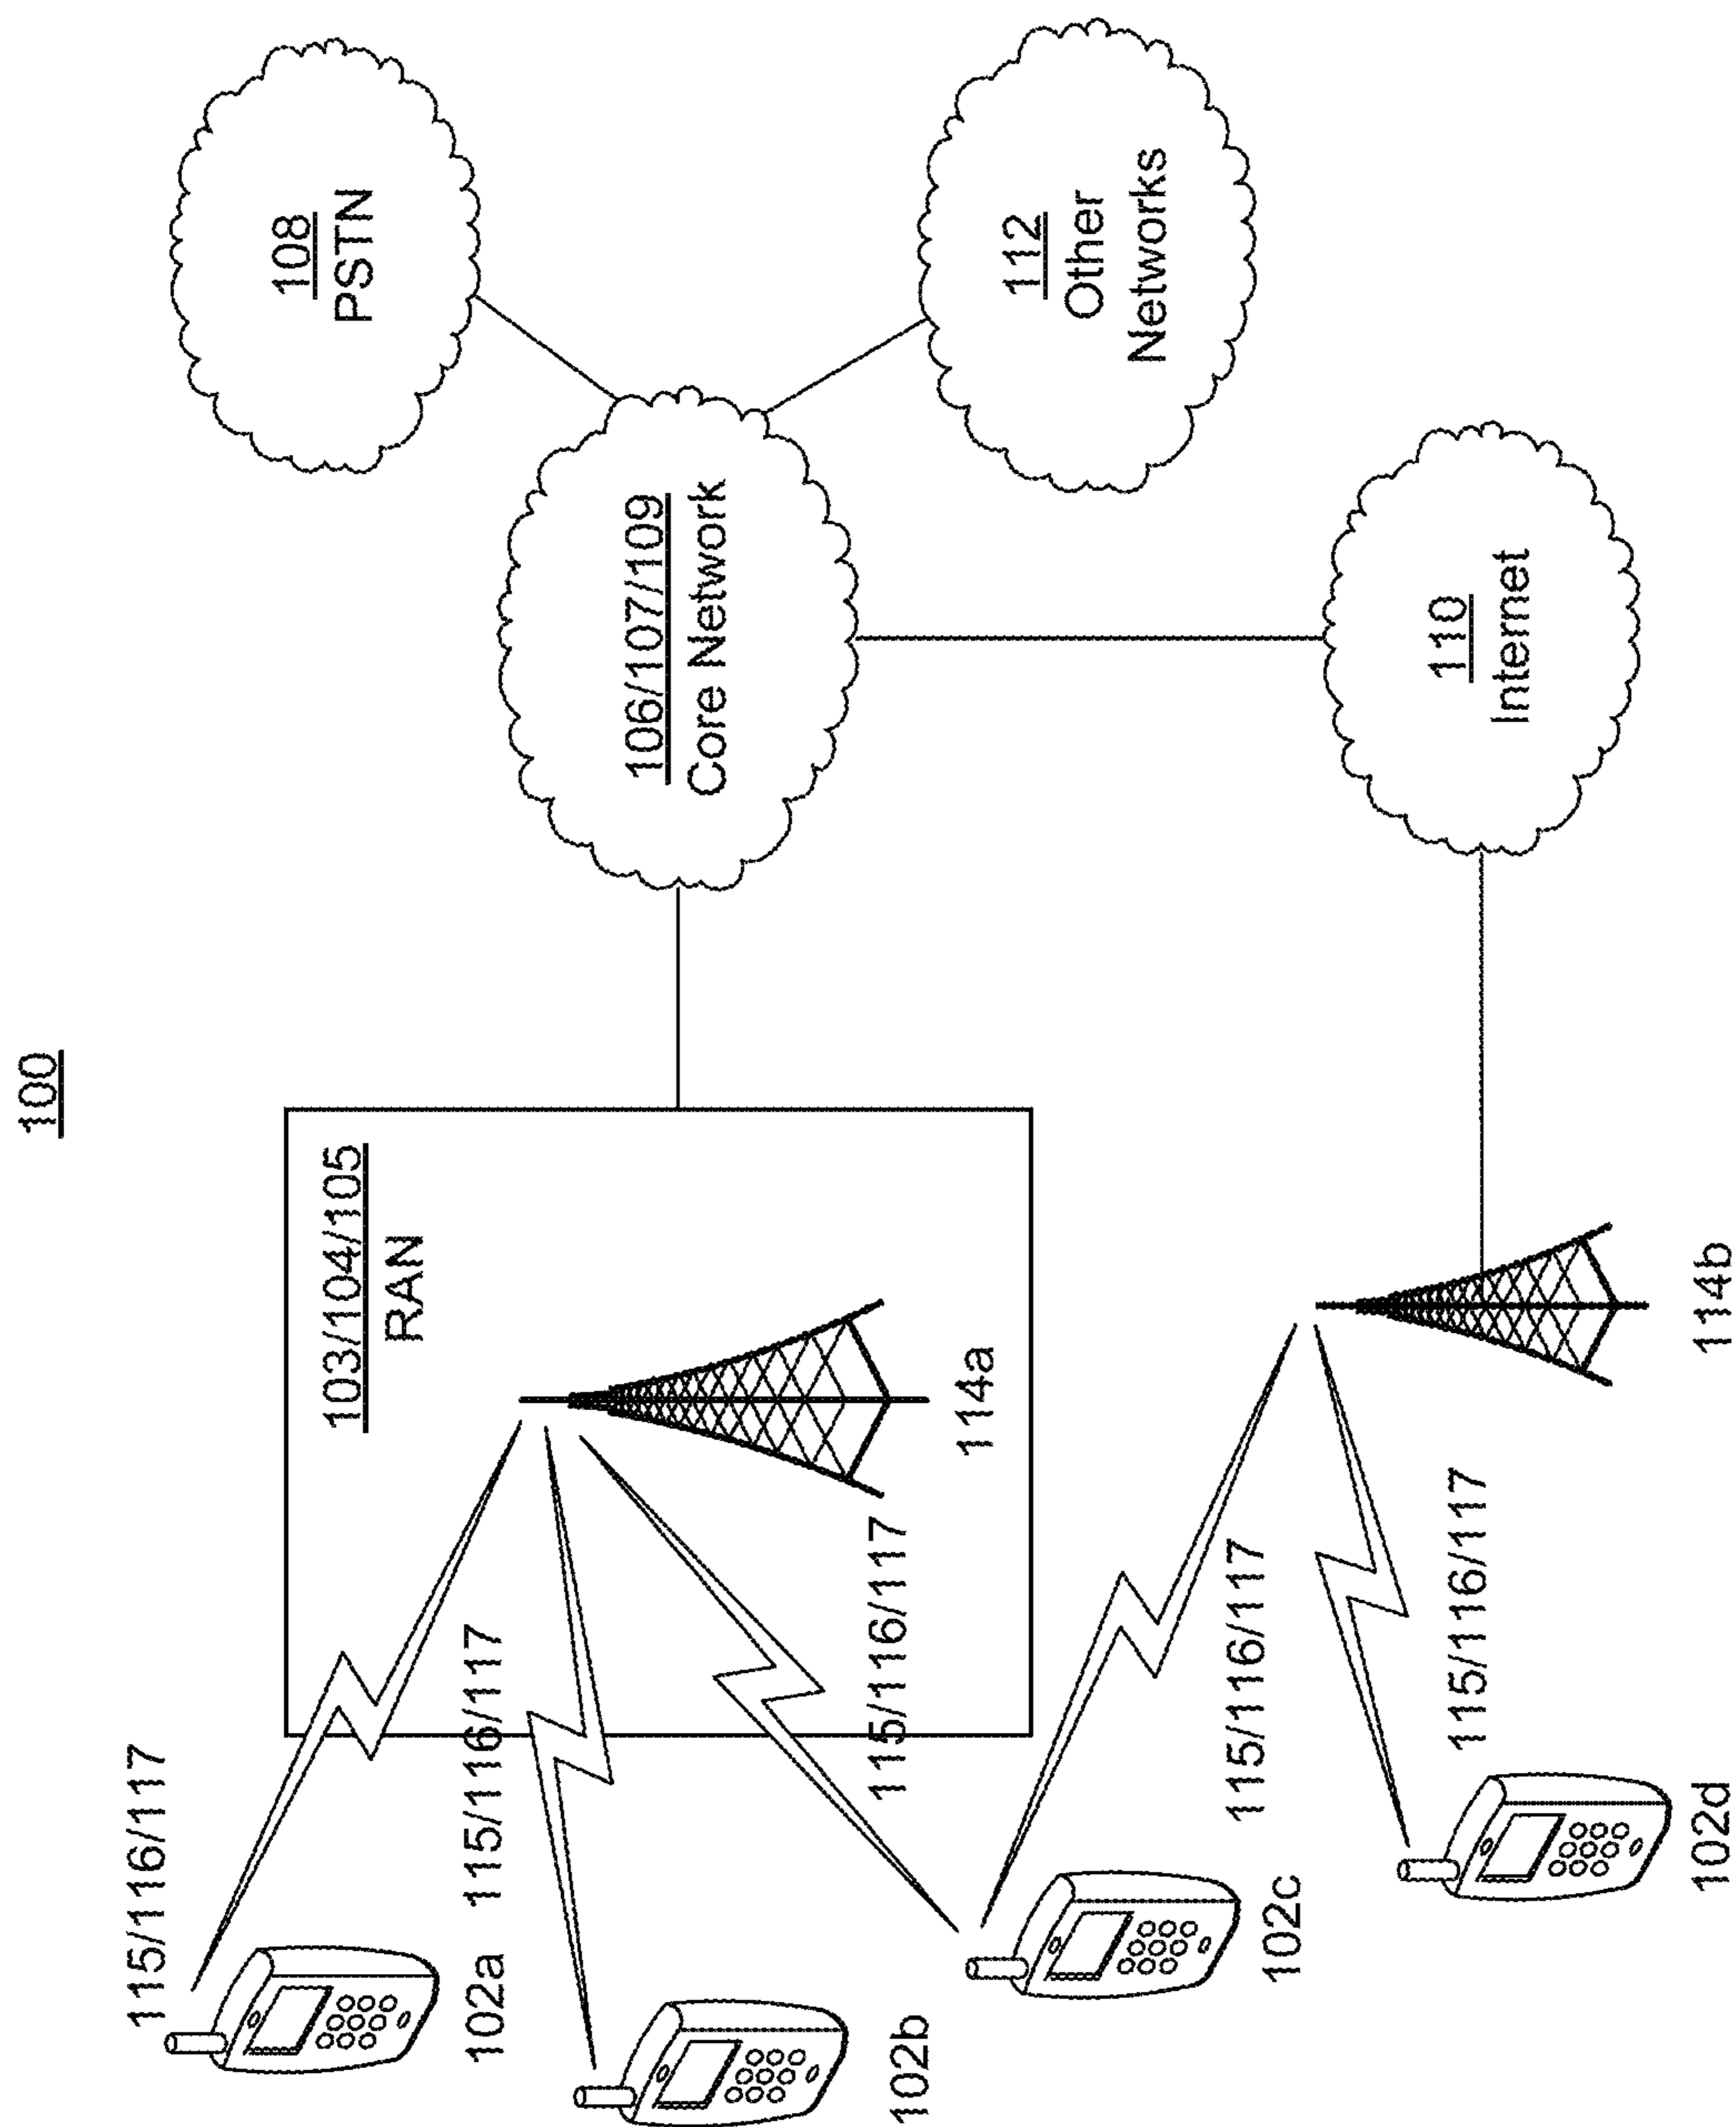 100
115/116/117
102a
115/116/117
102b
103/104/105
RAN
114a
115/116/117
102c
115/116/117
114b
115/116/117
102d
106/107/109
Core Network
108
PSTN
112
Other
Networks
110
Internet